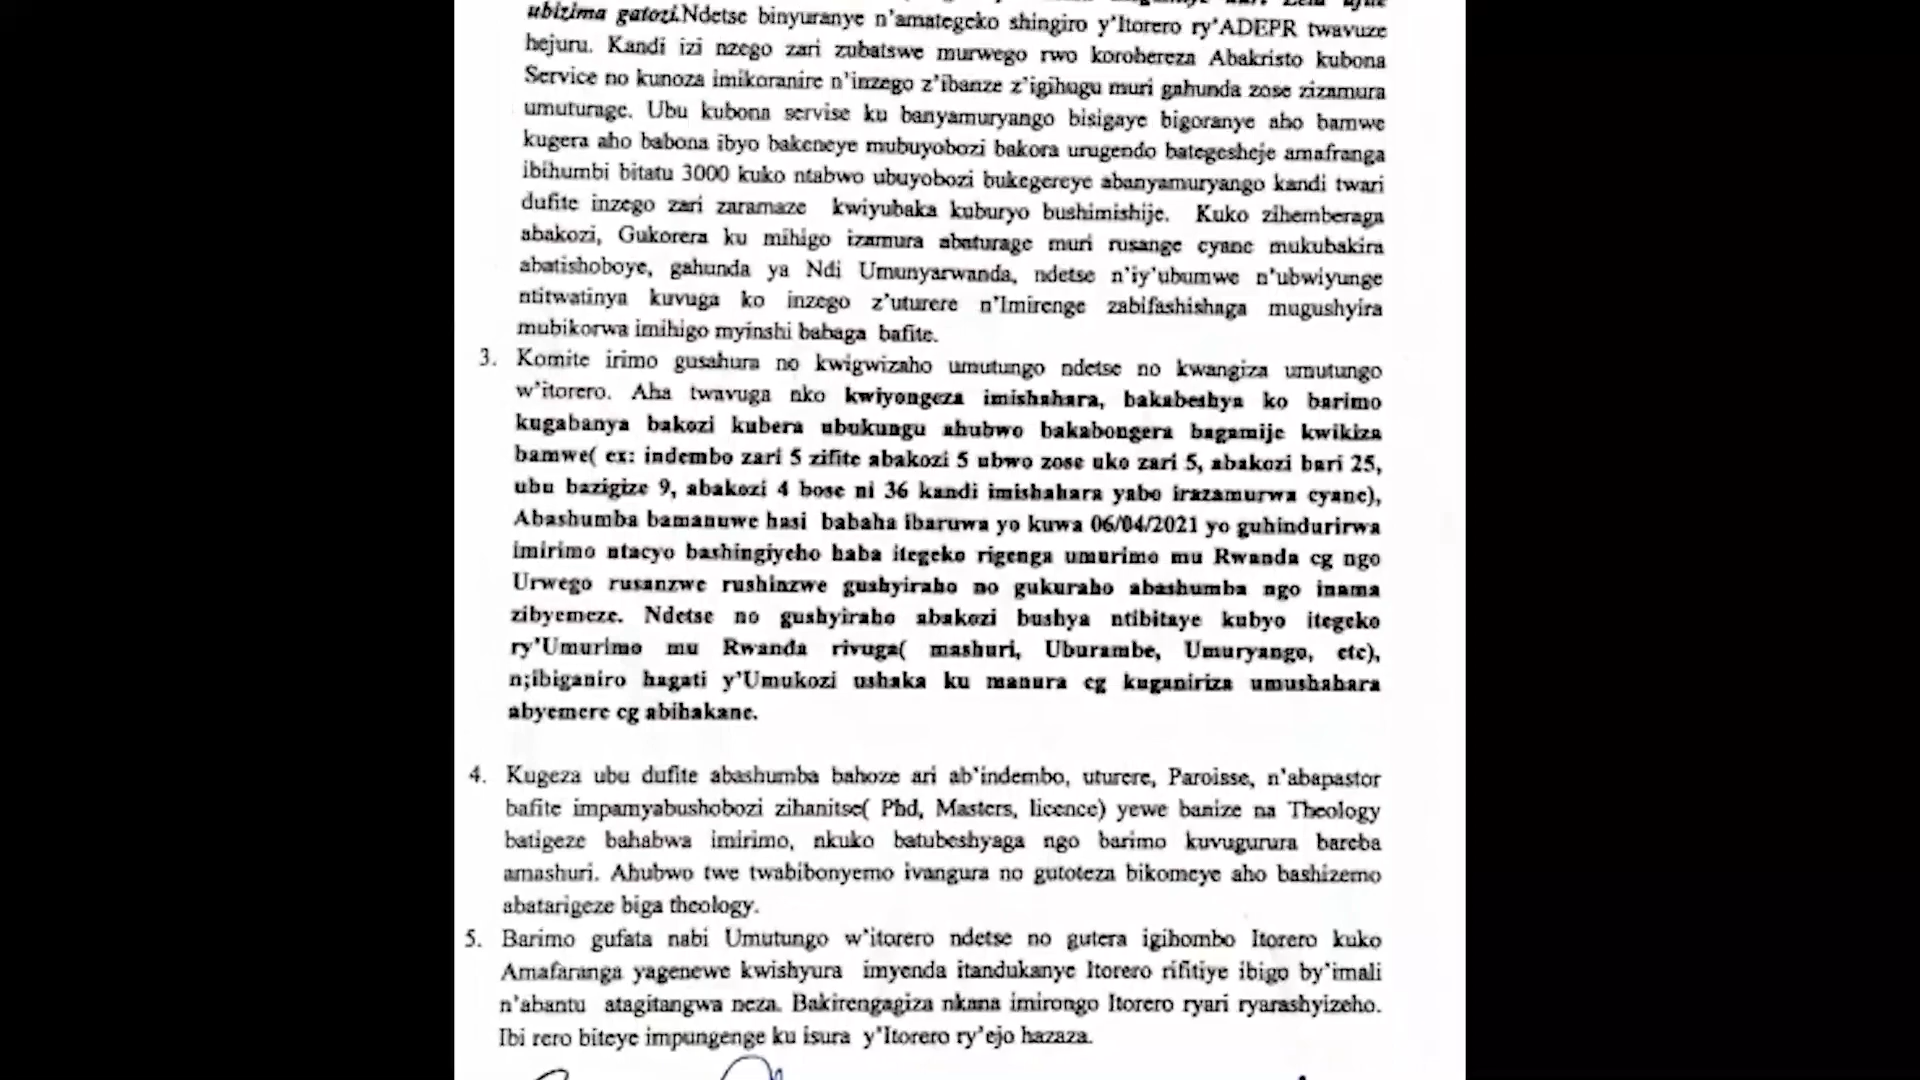 ubizima gatozi.Ndetse binyuranye n'amategeko shingiro y'Itorero ry'ADEPR twavuze
hejuru. Kandi izi nzego zari zubatswe murwego rwo korohereza Abakristo kubona
Service no kunoza imikoranire n'inzego z'ibanze z'igihugu muri gahunda zose zizamura
umuturage. Ubu kubona servise ku banyamuryango bisigaye bigoranye aho bamwe
kugera aho babona ibyo bakeneye mubuyobozi bakora urugendo bategesheje amafranga
ibihumbi bitatu 3000 kuko ntabwo ubuyobozi bukegereye abanyamuryango kandi twari
dufite inzego zari zaramaze kwiyubaka kuburyo bushimishije. Kuko zihemberaga
abakozi, Gukorera ku mihigo izamura abaturage muri rusange cyane mukubakira
abatishoboye, gahunda ya Ndi Umunyarwanda, ndetse n'iy'ubumwe n'ubwiyunge
ntitwatinya kuvuga ko inzego z'uturere n'Imirenge zabifashishaga mugushyira
mubikorwa imihigo myinshi babaga bafite.
3. Komite irimo gusahura no kwigwizaho umutungo ndetse no kwangiza umutungo
w'itorero. Aha twavuga nko kwiyongeza imishahara, bakabeshya ko barimo
kugabanya bakozi kubera ubukungu ahubwo bakabongera bagamije kwikiza
bamwe( ex: indembo zari 5 zifite abakozi 5 ubwo zose uko zari 5, abakozi bari 25,
ubu bazigize 9, abakozi 4 bose ni 36 kandi imishahara yabo irazamurwa cyane),
Abashumba bamanuwe hasi babaha ibaruwa yo kuwa 06/04/2021 yo guhindurirwa
imirimo ntacyo bashingiyeho haba itegeko rigenga umurimo mu Rwanda cg ngo
Urwego rusanzwe rushinzwe gushyiraho no gukuraho abashumba ngo inama
zibyemeze. Ndetse no gushyiraho abakozi bushya ntibitaye kubyo itegeko
ry'Umurimo mu Rwanda rivuga( mashuri, Uburambe, Umuryango, etc),
n;ibiganiro hagati y'Umukozi ushaka ku manura cg kuganiriza umushahara
abyemere cg abihakane.
4. Kugeza ubu dufite abashumba bahoze ari ab'indembo, uturere, Paroisse, n'abapastor
bafite impamyabushobozi zihanitse( Phd, Masters, licence) yewe banize na Theology
batigeze bahabwa imirimo, nkuko batubeshyaga ngo barimo kuvugurura bareba
amashuri. Ahubwo twe twabibonyemo ivangura no gutoteza bikomeye aho bashizemo
abatarigeze biga theology.
5. Barimo gufata nabi Umutungo w'itorero ndetse no gutera igihombo Itorero kuko
Amafaranga yagenewe kwishyura imyenda itandukanye Itorero rifitiye ibigo by'imali
n'abantu atagitangwa neza. Bakirengagiza nkana imirongo Itorero ryari ryarashyizeho.
Ibi rero biteye impungenge ku isura y'Itorero ry'ejo hazaza.